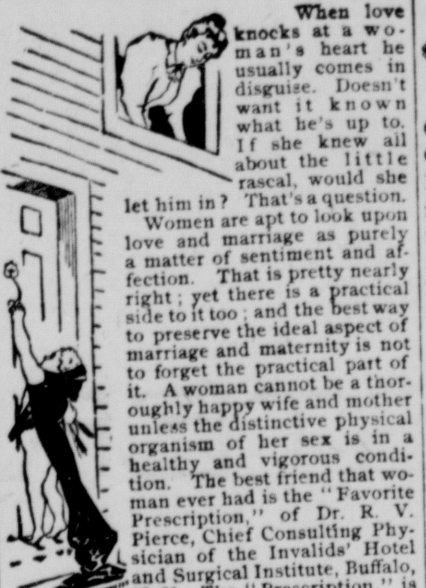 When love
knocks at a wo-
man's heart he
usually comes in
disguise. Doesn't
want it known
what he's up to.
If she knew all
about the little
rascal, would she
let him in? That's a question.
Women are apt to look upon
love and marriage as purely
a matter of sentiment and af-
fection. That is pretty nearly
right; yet there is a practical
side to it too; and the best way
to preserve the ideal aspect of
marriage and maternity is not
to forget the practical part of
it. A woman cannot be a thor-
oughly happy wife and mother
unless the distinctive physical
organism of her sex is in a
healthy and vigorous condi-
tion. The best friend that wo-
man ever had is the "Favorite
Prescription," of Dr. R. V.
Pierce, Chief Consulting Phy-
sician of the Invalids' Hotel
and Surgical Institute, Buffalo,
"Prescription" is